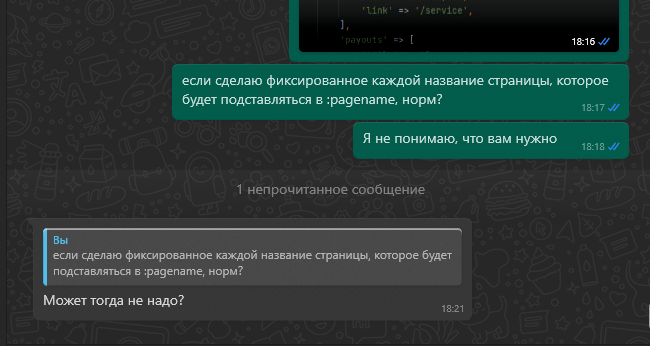 'link' => '/service',
],
'payouts' => [
18:16
если сделаю фиксированное каждой название страницы, которое
будет подставляться в :pagename, норм?
18:17
Я не понимаю, что вам нужно
18:18
1 непрочитанное сообщение
Вы
если сделаю фиксированное каждой название страницы, которое будет
подставляться в :pagename, норм?
Может тогда не надо?
18:21